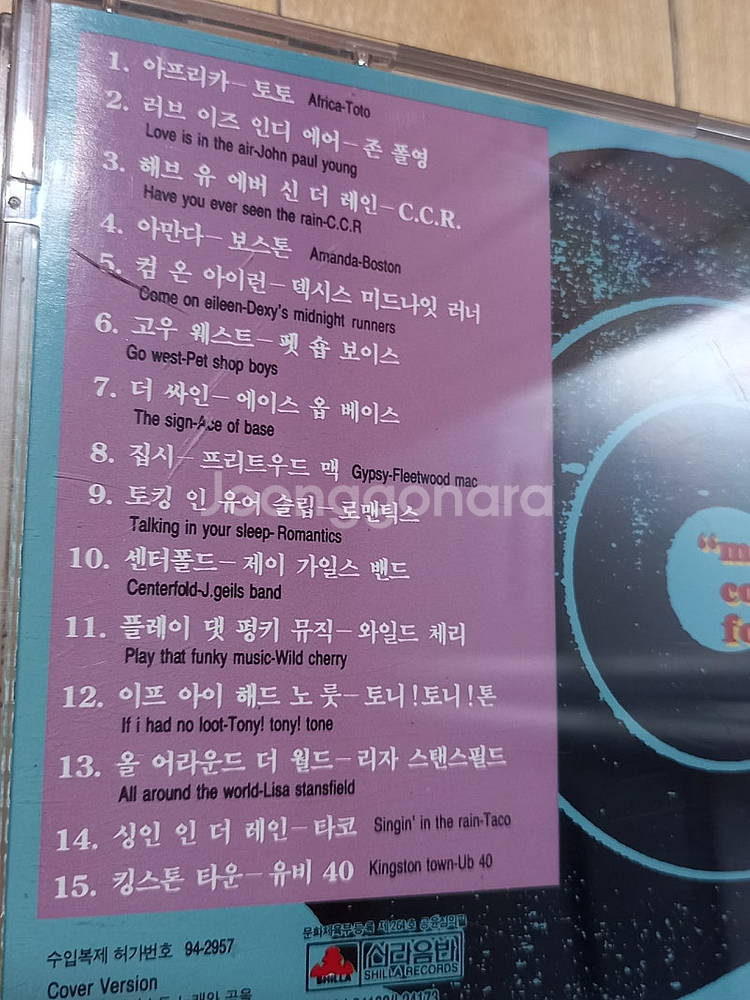 1. 아프리카-토토 Africa-Toto
2. 러브 이즈 인디 에어-존 폴영
Love is in the air-John paul young
3. 해브 유 에버 신 더 레인-C.C.R.
Have you ever seen the rain-C.C.R
4. 아만다-보스톤 Amanda-Boston
5. 컴 온 아이런-덱시스 미드나잇 러너
Come on eileen-Dexy's midnight runners
6. 고우 웨스트-펫 숍 보이스
Go west-Pet shop boys
7. 더 싸인-에이스 옵 베이스
The sign-Ace of base
8. 집시-프리트우드 맥 Gypsy-Fleetwood mac
Joonggonara
9. 토킹 인 유어 슬립-로맨틱스
Talking in your sleep-Romantics
10. 센터폴드-제이 가일스 밴드
Centerfold-J.geils band
11. 플레이 댓 펑키 뮤직-와일드 체리
Play that funky music-Wild cherry
12. 이프 아이 해드 노 룻-토니!토니!톤
If i had no loot-Tony! tony! tone
13. 올 어라운드 더 월드-리자 스탠스필드
All around the world-Lisa stansfield
14. 싱인 인 더 레인-타코 Singin' in the rain-Taco
15. 킹스톤 타운-유비 40 Kingston town-Ub 40
수입복제 허가번호 94-2957
Cover Version
SHILLA
신라음반
SHILLA RECORDS